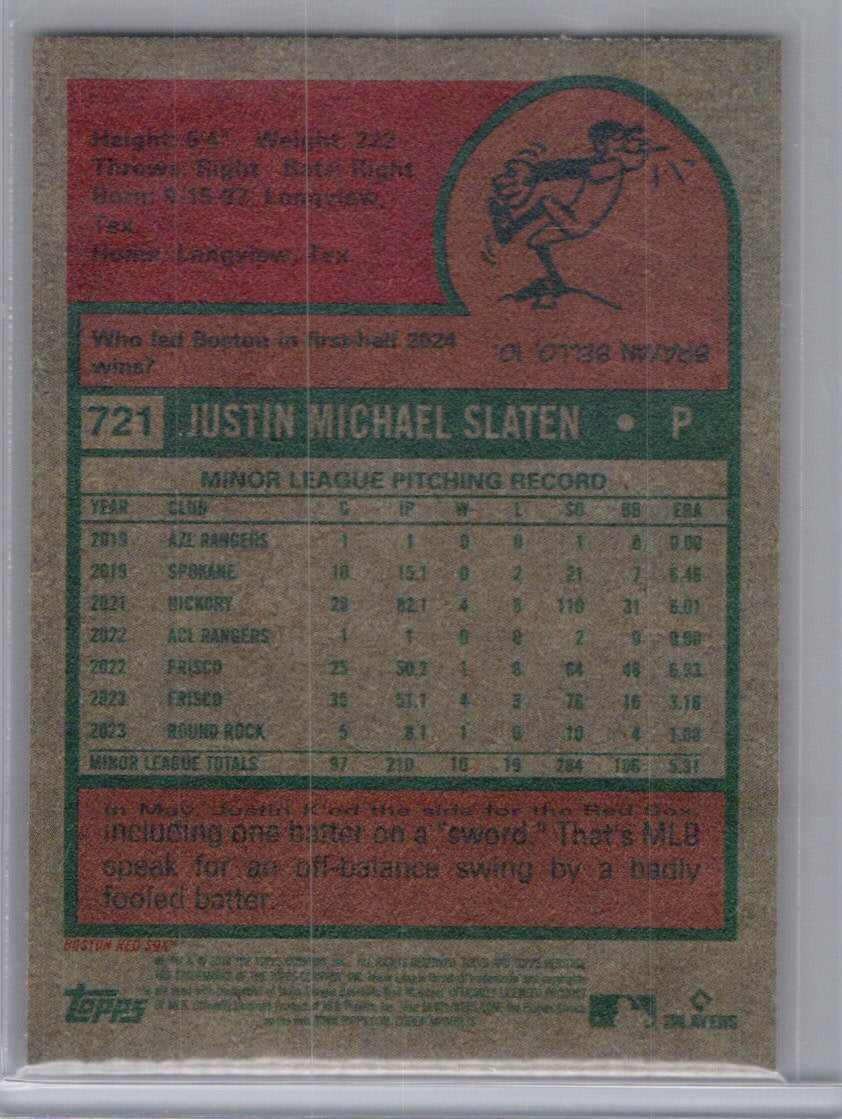 Height: 6'4" Weight: 222
Throws: Right Bats: Right
Born: 9-15-97, Longview,
Tex.
Home: Longview, Tex.
Who led Boston in first-half 2024
wins?
BRAYAN BELLO, 10.
721 JUSTIN MICHAEL SLATEN • P
MINOR LEAGUE PITCHING RECORD
YEAR CLUB G IP W L SO BB ERA
2019 AZL RANGERS 1 1 0 0 1 0 0.00
2019 SPOKANE 10 15.1 0 2 21 7 6.46
2021 HICKORY 20 82.1 4 8 110 31 6.01
2022 ACL RANGERS 1 1 0 0 2 0 0.00
2022 FRISCO 25 50.2 1 6 64 48
2023 FRISCO 35 51.1 4 3 76 16 3.16
2023 ROUND ROCK 5 8.1 1 0 10 4
MINOR LEAGUE TOTALS 97 210 10 19 284 106 5.31
In May, Justin K'ed the side for the Red Sox,
including one batter on a "sword." That's MLB
speak for an off-balance swing by a badly
fooled batter.
BOSTON RED SOX™
TOPPS
PLAYERS